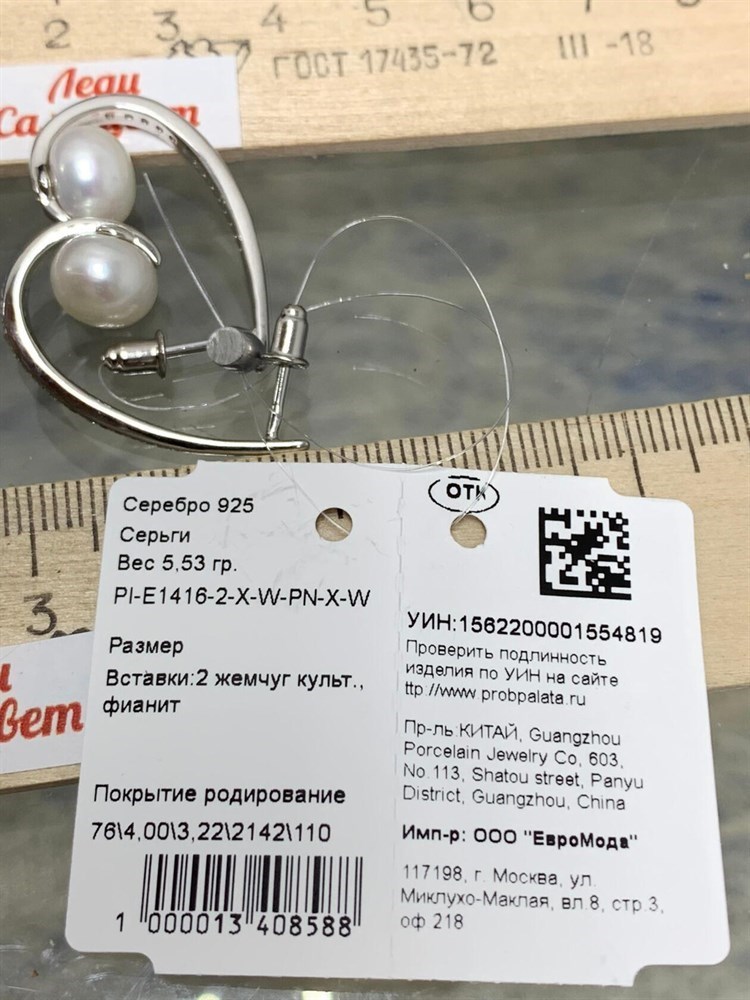 2 3 4 5 6 7
ГОСТ 17435-72 III -18
Леди
Серебро 925
Серьги
Вес 5,53 гр.
PI-E1416-2-X-W-PN-X-W
Размер
Вставки:2 жемчуг культ.,
фианит
Покрытие родирование
76\4,00\3,22\2142\110
1 000013 408588
ОТК
УИН:1562200001554819
Проверить подлинность
изделия по УИН на сайте
ttp://www probpalata.ru
Пр-ль:КИТАЙ, Guangzhou
Porcelain Jewelry Co, 603,
No.113, Shatou street, Panyu
District, Guangzhou, China
Имп-р: ООО "ЕвроМода"
117198, г. Москва, ул.
Миклухо-Маклая, вл.8, стр.3,
оф 218
3
вет